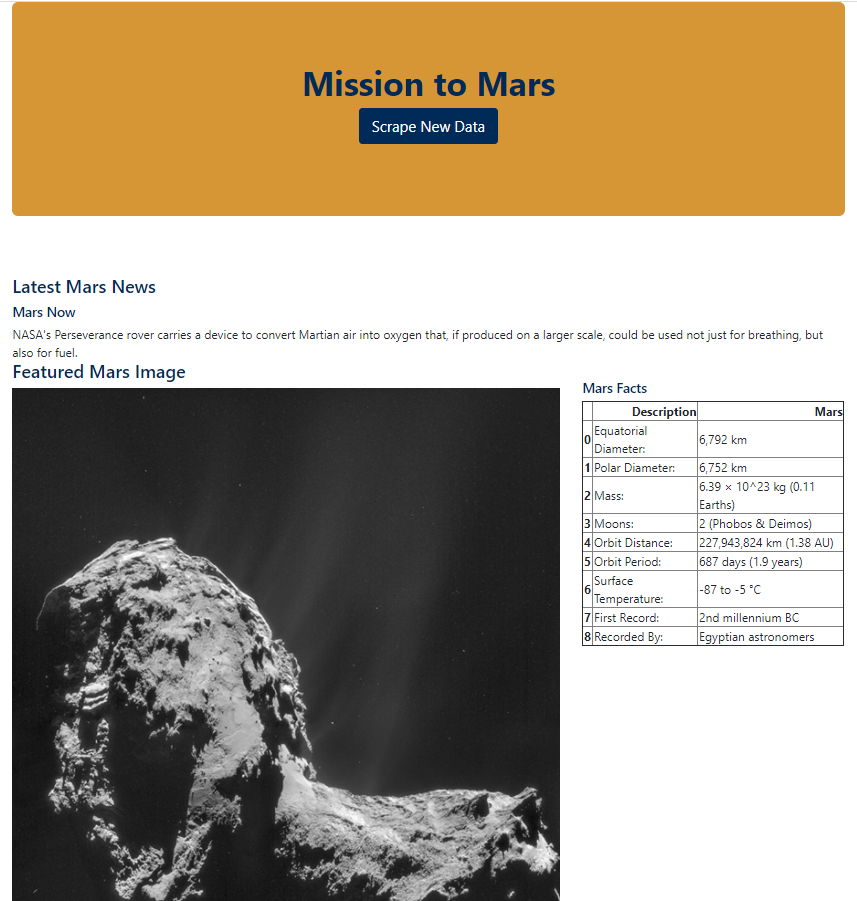 Mission to Mars
Scrape New Data
Latest Mars News
Mars Now
NASA's Perseverance rover carries a device to convert Martian air into oxygen that, if produced on a larger scale, could be used not just for breathing, but
also for fuel.
Featured Mars Image
Mars Facts
Description Mars
0 Equatorial Diameter: 6,792 km
1 Polar Diameter: 6,752 km
2 Mass: 6.39 × 10^23 kg (0.11 Earths)
3 Moons: 2 (Phobos & Deimos)
4 Orbit Distance: 227,943,824 km (1.38 AU)
5 Orbit Period: 687 days (1.9 years)
6 Surface Temperature: -87 to -5 °C
7 First Record: 2nd millennium BC
8 Recorded By: Egyptian astronomers